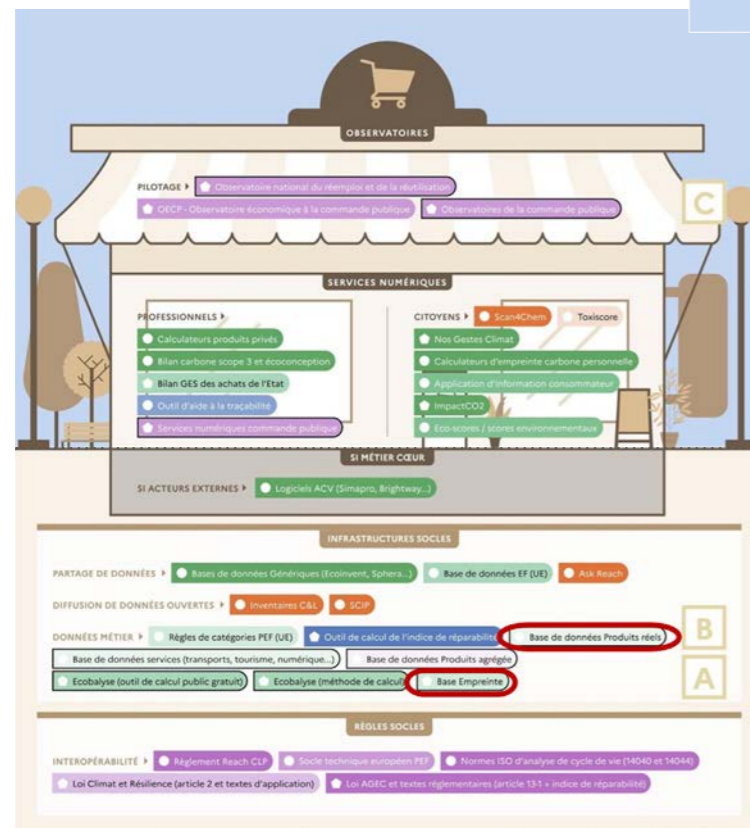 OBSERVATOIRES
PILOTAGE Observatoire national du réemploi et de la réutilisation
OECP - Observatoire économique à la commande publique Observatoires de la commande publique
C
SERVICES NUMÉRIQUES
PROFESSIONNELS
Calculateurs produits privés
Bilan carbone scope 3 et écoconception
Bilan GES des achats de l'Etat
Outil d'aide à la traçabilité
Services numériques commande publique
CITOYENS Scan4Chem Toxiscore
Nos Gestes Climat
Calculateurs d'empreinte carbone personnelle
Application d'information consommateur
ImpactCO2
Eco-scores / scores environnementaux
SI MÉTIER CŒUR
SI ACTEURS EXTERNES Logiciels ACV (Simapro, Brightway...)
INFRASTRUCTURES SOCLES
PARTAGE DE DONNÉES Bases de données Génériques (Ecoinvent, Sphera...) Base de données EF (UE) Ask Reach
DIFFUSION DE DONNÉES OUVERTES Inventaires C&L SCIP
DONNÉES MÉTIER Règles de catégories PEF (UE) Outil de calcul de l'indice de réparabilité Base de données Produits réels
B
Base de données services (transports, tourisme, numérique...) Base de données Produits agrégée
Ecobalyse (outil de calcul public gratuit) Ecobalyse (méthode de calcul) Base Empreinte
A
RÈGLES SOCLES
INTEROPÉRABILITÉ Règlement Reach CLP Socle technique européen PEF Normes ISO d'analyse de cycle de vie (14040 et 14044)
Loi Climat et Résilience (article 2 et textes d'application) Loi AGEC et textes réglementaires (article 13-1 + indice de réparabilité)